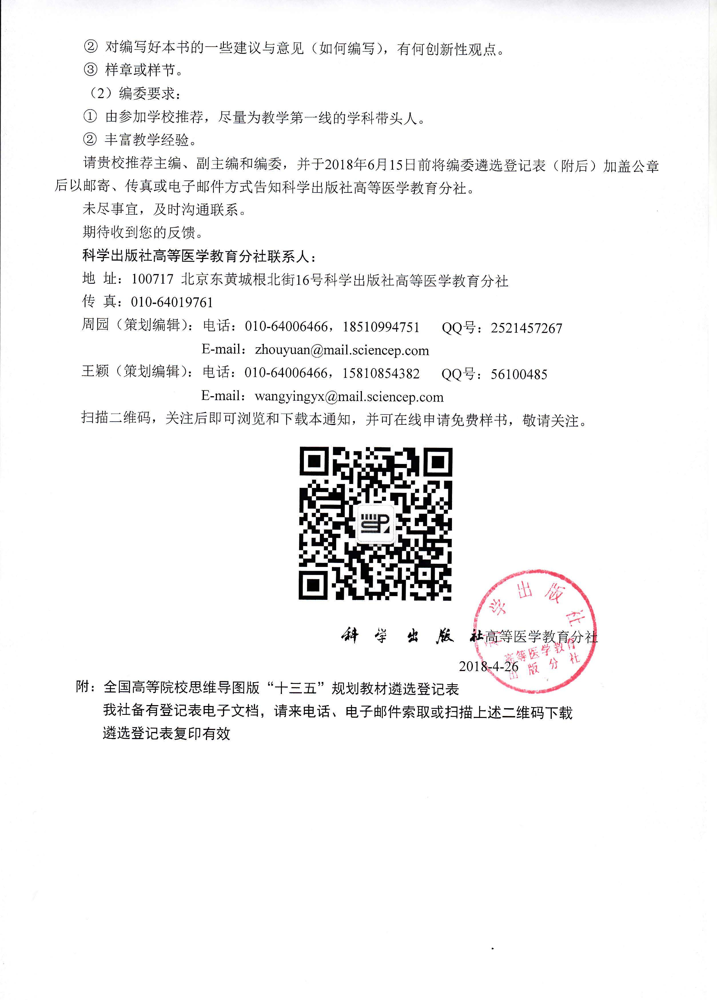 ② 对编写好本书的一些建议与意见（如何编写），有何创新性观点。
③ 样章或样节。
（2）编委要求：
① 由参加学校推荐，尽量为教学第一线的学科带头人。
② 丰富教学经验。
请贵校推荐主编、副主编和编委，并于2018年6月15日前将编委遴选登记表（附后）加盖公章
后以邮寄、传真或电子邮件方式告知科学出版社高等医学教育分社。
未尽事宜，及时沟通联系。
期待收到您的反馈。
科学出版社高等医学教育分社联系人：
地 址：100717 北京东黄城根北街16号科学出版社高等医学教育分社
传 真：010-64019761
周园（策划编辑）：电话：010-64006466，18510994751 QQ号：2521457267
E-mail：zhouyuan@mail.sciencep.com
王颖（策划编辑）：电话：010-64006466，15810854382 QQ号：56100485
E-mail：wangyingyx@mail.sciencep.com
扫描二维码，关注后即可浏览和下载本通知，并可在线申请免费样书，敬请关注。
科学出版社
高等医学教育
出版分社
科学出版社高等医学教育分社
2018-4-26
附：全国高等院校思维导图版“十三五”规划教材遴选登记表
我社备有登记表电子文档，请来电话、电子邮件索取或扫描上述二维码下载
遴选登记表复印有效